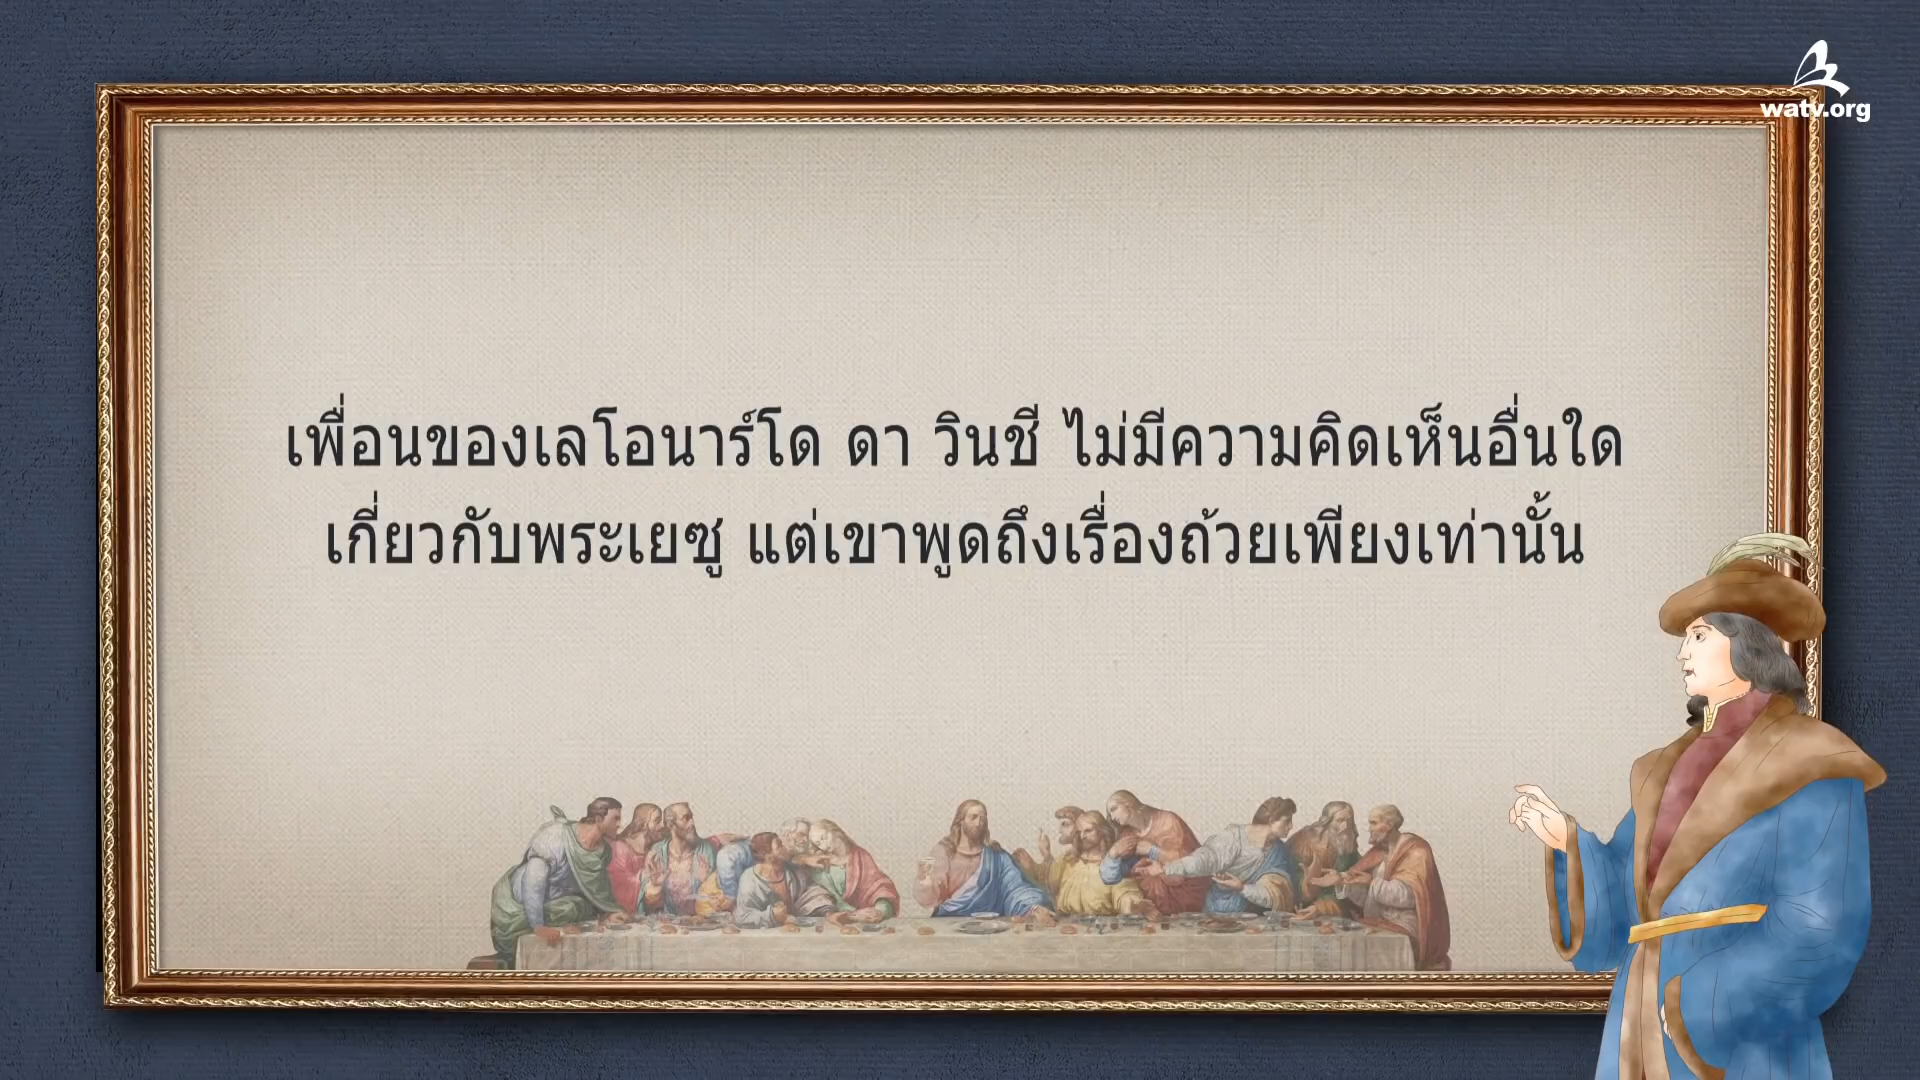 watv.org
เพื่อนของเลโอนาร์โด ดา วินชี ไม่มีความคิดเห็นอื่นใด
เกี่ยวกับพระเยซู แต่เขาพูดถึงเรื่องถ้วยเพียงเท่านั้น